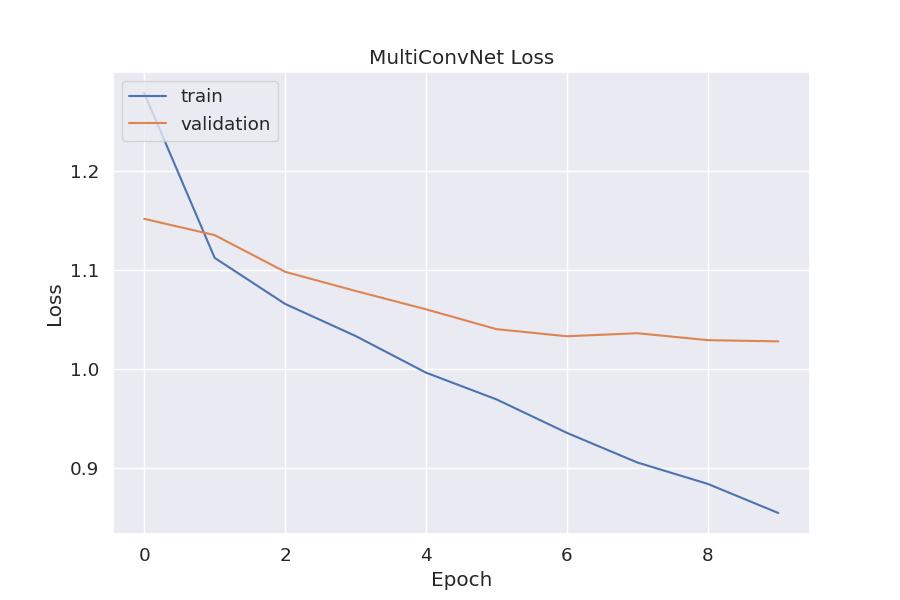 MultiConvNet Loss
train
validation
1.2
1.1
1.0
0.9
Loss
0 2 4 6 8
Epoch